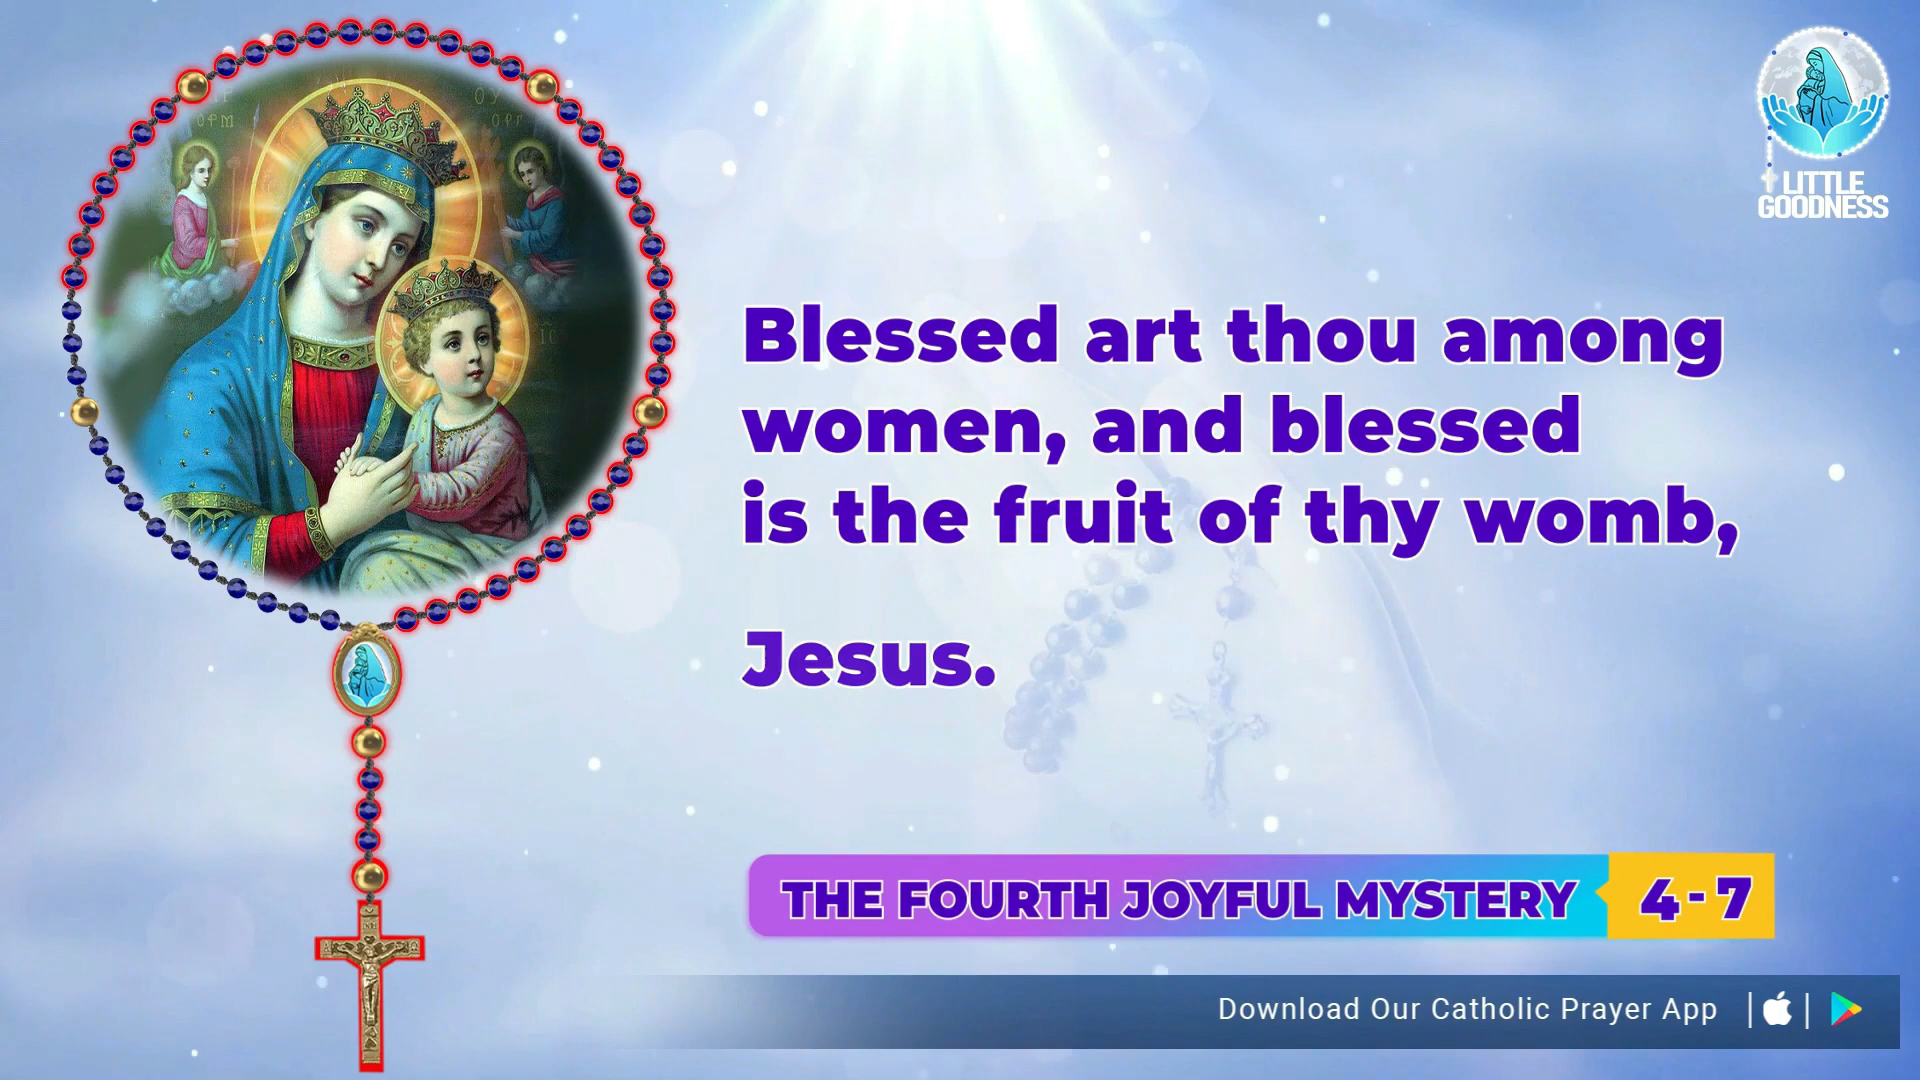 LITTLE
GOODNESS
Blessed art thou among
women, and blessed
is the fruit of thy womb,
Jesus.
THE FOURTH JOYFUL MYSTERY 4-7
Download Our Catholic Prayer App